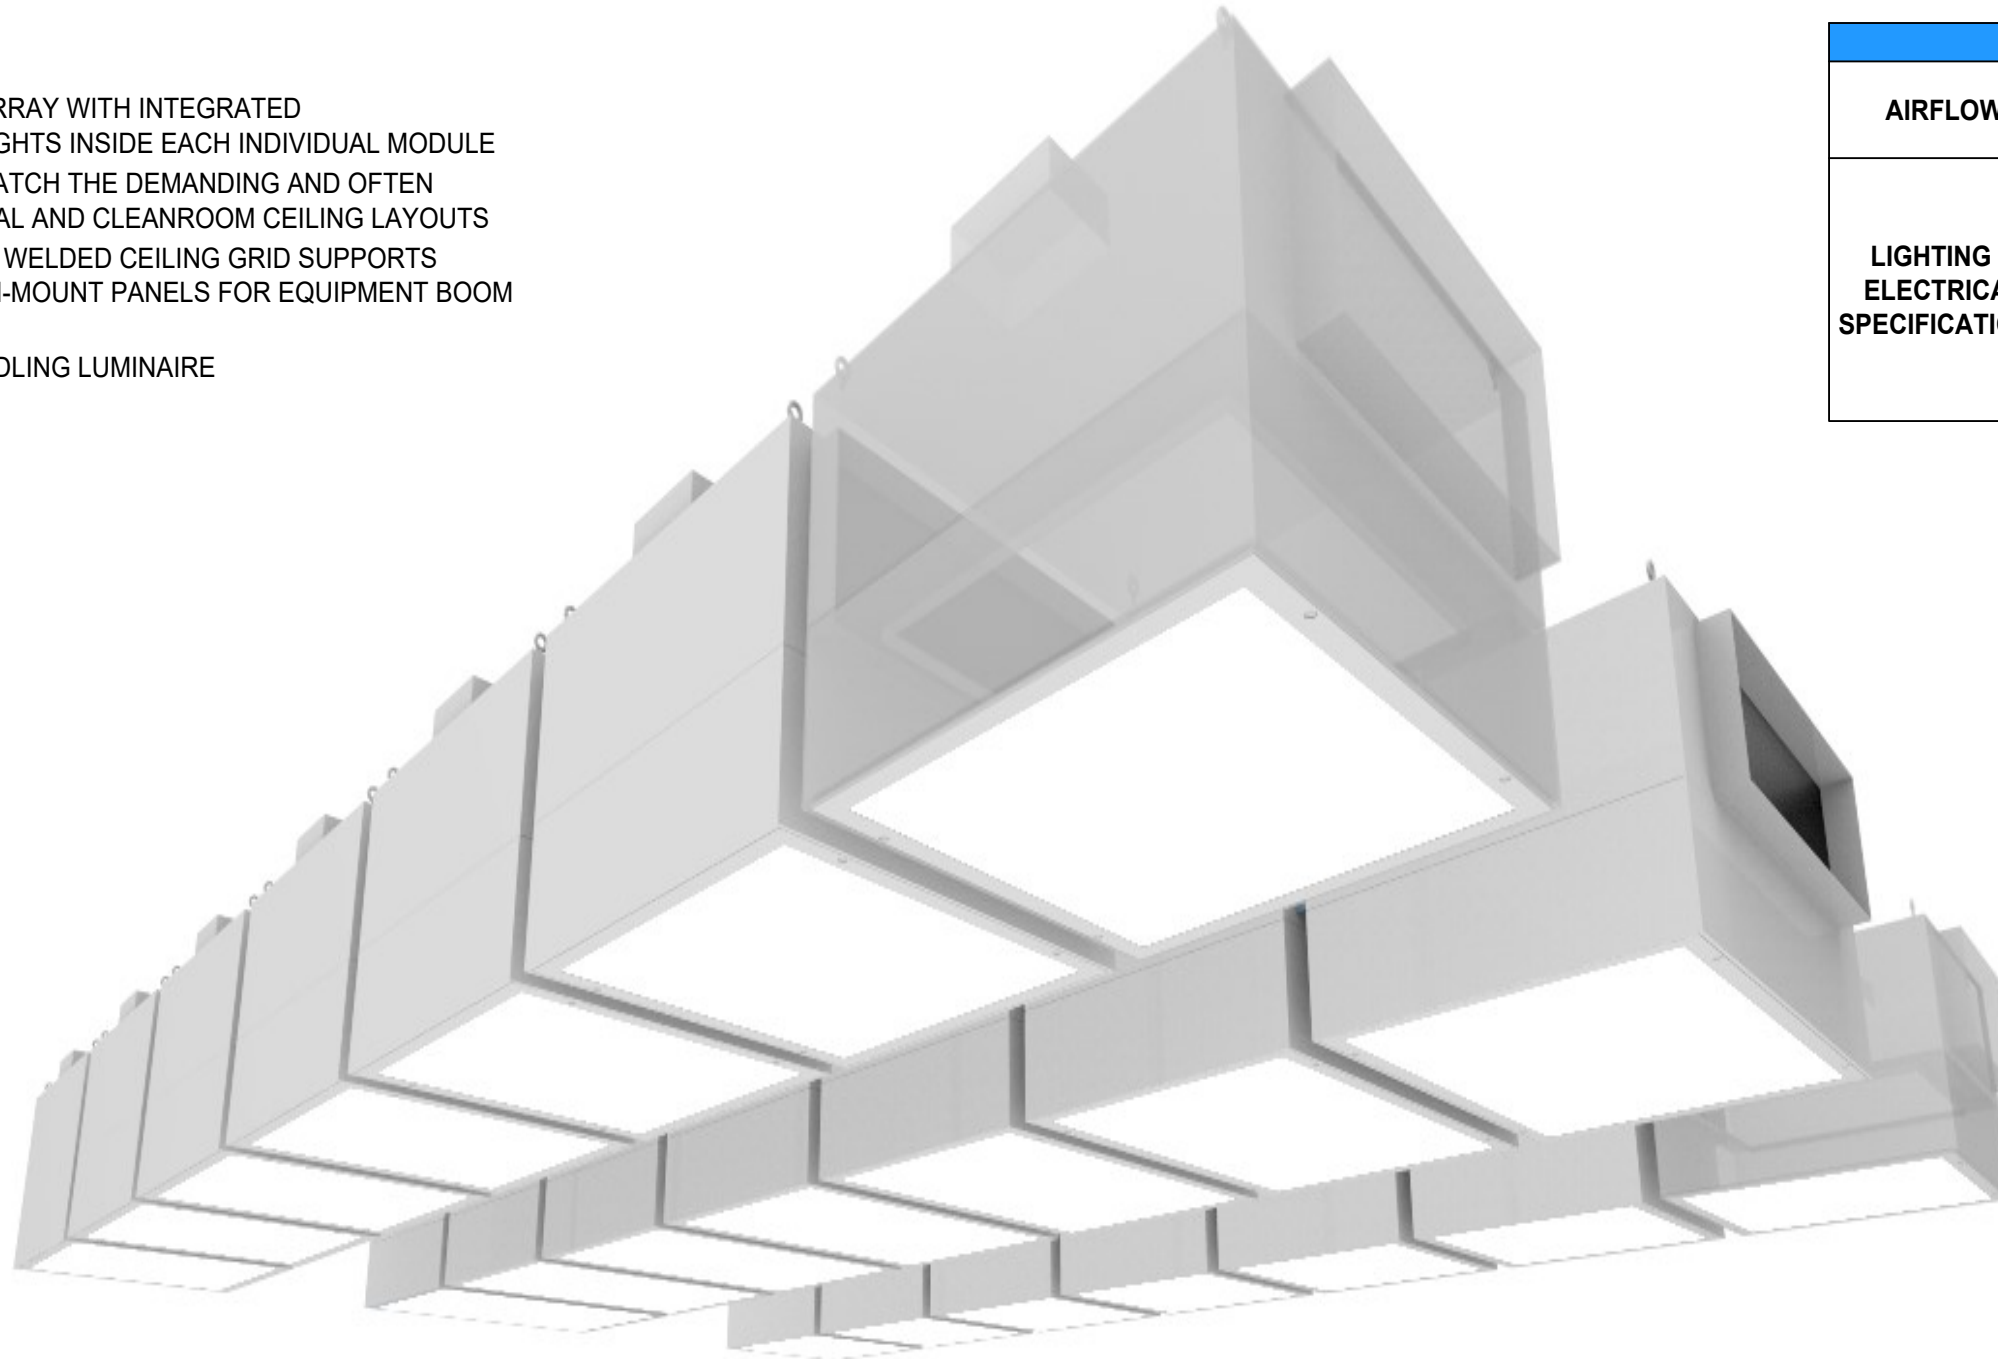 RRAY WITH INTEGRATED
GHTS INSIDE EACH INDIVIDUAL MODULE
ATCH THE DEMANDING AND OFTEN
AL AND CLEANROOM CEILING LAYOUTS
WELDED CEILING GRID SUPPORTS
I-MOUNT PANELS FOR EQUIPMENT BOOM
DLING LUMINAIRE
AIRFLOW
LIGHTING
ELECTRICA
SPECIFICATI